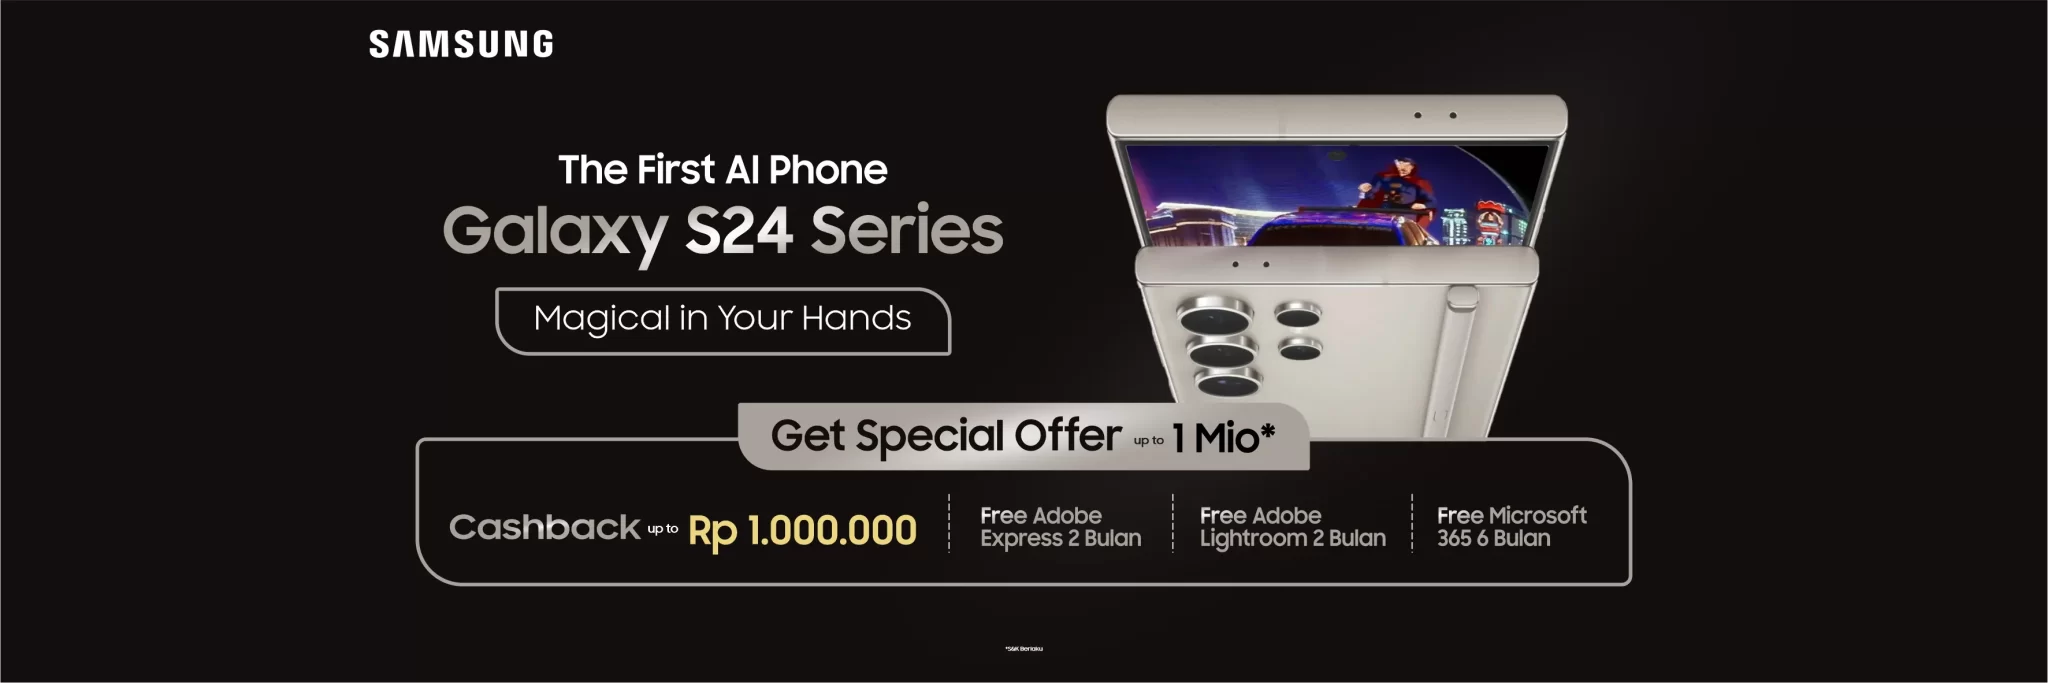 SAMSUNG
The First AI Phone
Galaxy S24 Series
Magical in Your Hands
Get Special Offer up to 1 Mio*
Cashback up to Rp 1.000.000
Free Adobe
Express 2 Bulan
Free Adobe
Lightroom 2 Bulan
Free Microsoft
365 6 Bulan
*S&K Berlaku